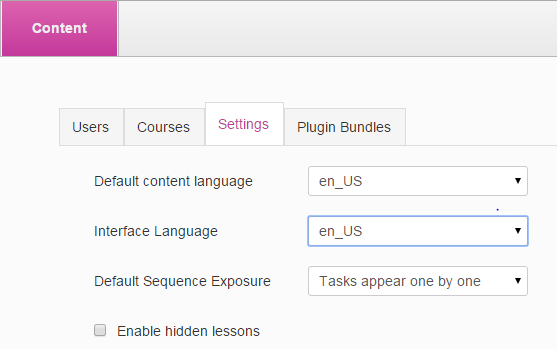 Content
Users Courses Settings Plugin Bundles
Default content language en_US
Interface Language en_US
Default Sequence Exposure Tasks appear one by one
Enable hidden lessons